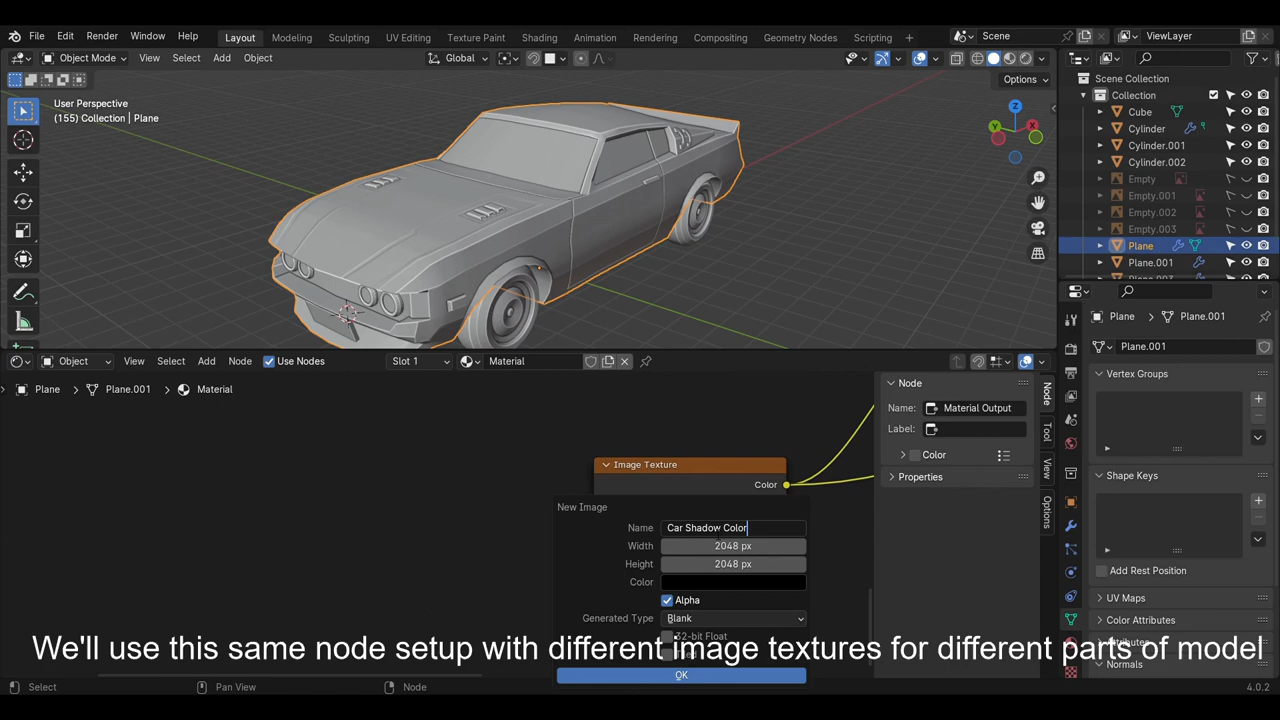 File Edit Render Window Help Layout Modeling Sculpting UV Editing Texture Paint Shading Animation Rendering Compositing Geometry Nodes Scripting + Scene ViewLayer
Object Mode View Select Add Object Global
Options
User Perspective
(155) Collection | Plane
Z
Y
X
Scene Collection
Collection
Cube
Cylinder
Cylinder.001
Cylinder.002
Empty
Empty.001
Empty.002
Empty.003
Plane
Plane.001
Object View Select Add Node Use Nodes Slot 1 Material
Plane > Plane.001 > Material
Image Texture
Color
New Image
Name Car Shadow Color
Width 2048 px
Height 2048 px
Color
Alpha
Generated Type Blank
32-bit Float
OK
Node
Name: Material Output
Label:
Color
Properties
Node
Tool
View
Options
Plane > Plane.001
Plane.001
Vertex Groups
Shape Keys
Add Rest Position
UV Maps
Color Attributes
Normals
We'll use this same node setup with different image textures for different parts of model
Select Pan View Node 4.0.2